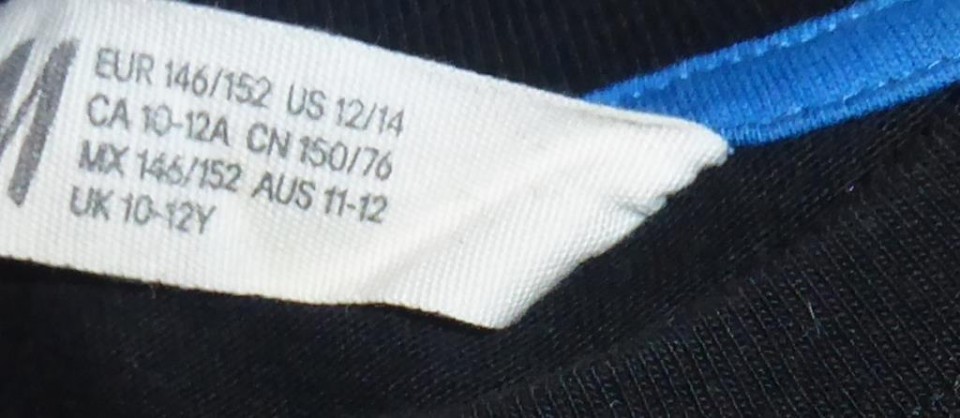 EUR 146/152 US 12/14
CA 10-12A CN 150/76
MX 146/152 AUS 11-12
UK 10-12Y